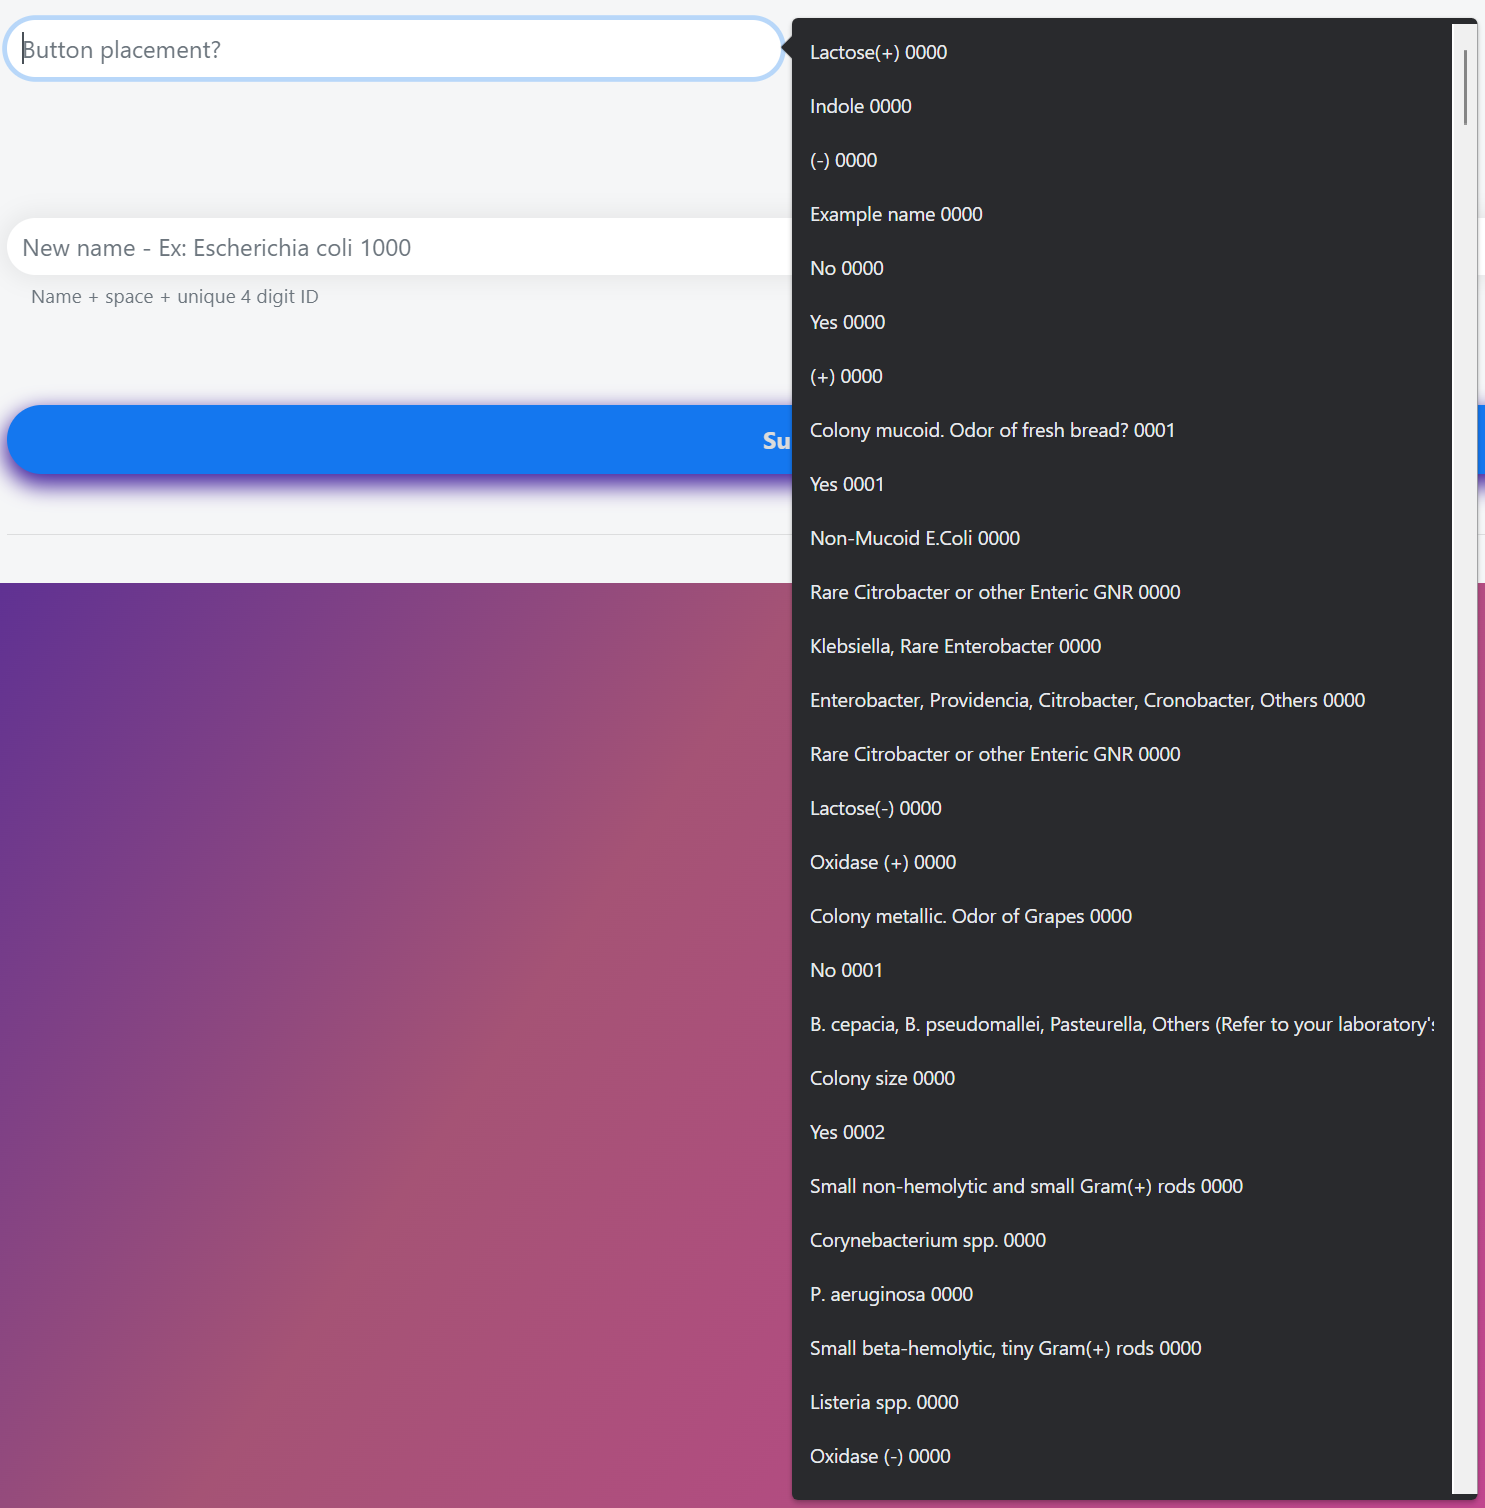 Button placement?
New name - Ex: Escherichia coli 1000
Name + space + unique 4 digit ID
Su
Lactose(+) 0000
Indole 0000
(-) 0000
Example name 0000
No 0000
Yes 0000
(+) 0000
Colony mucoid. Odor of fresh bread? 0001
Yes 0001
Non-Mucoid E.Coli 0000
Rare Citrobacter or other Enteric GNR 0000
Klebsiella, Rare Enterobacter 0000
Enterobacter, Providencia, Citrobacter, Cronobacter, Others 0000
Rare Citrobacter or other Enteric GNR 0000
Lactose(-) 0000
Oxidase (+) 0000
Colony metallic. Odor of Grapes 0000
No 0001
B. cepacia, B. pseudomallei, Pasteurella, Others (Refer to your laboratory's
Colony size 0000
Yes 0002
Small non-hemolytic and small Gram(+) rods 0000
Corynebacterium spp. 0000
P. aeruginosa 0000
Small beta-hemolytic, tiny Gram(+) rods 0000
Listeria spp. 0000
Oxidase (-) 0000